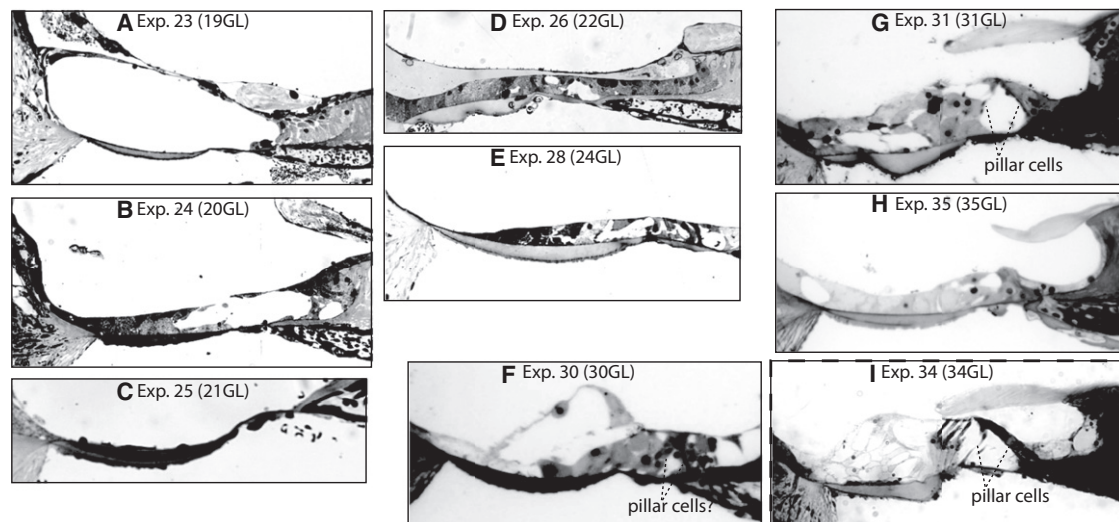 A Exp. 23 (19GL)
B Exp. 24 (20GL)
C Exp. 25 (21GL)
D Exp. 26 (22GL)
E Exp. 28 (24GL)
F Exp. 30 (30GL)
pillar cells?
G Exp. 31 (31GL)
pillar cells
H Exp. 35 (35GL)
I Exp. 34 (34GL)
pillar cells